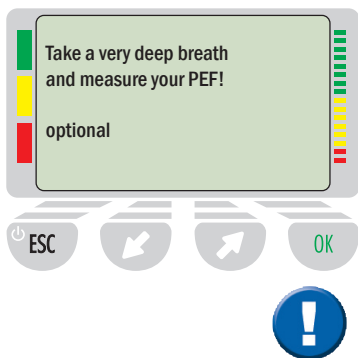 Take a very deep breath
and measure your PEF!
optional
ESC
OK
!